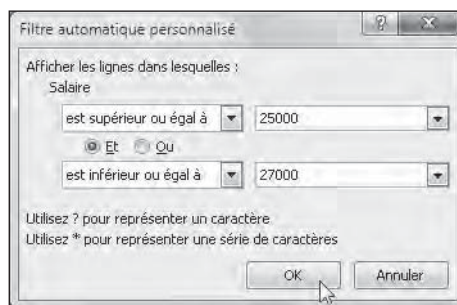 Filtre automatique personnalisé
Afficher les lignes dans lesquelles :
Salaire
est supérieur ou égal à 25000
Et Ou
est inférieur ou égal à 27000
Utilisez ? pour représenter un caractère
Utilisez * pour représenter une série de caractères
OK Annuler